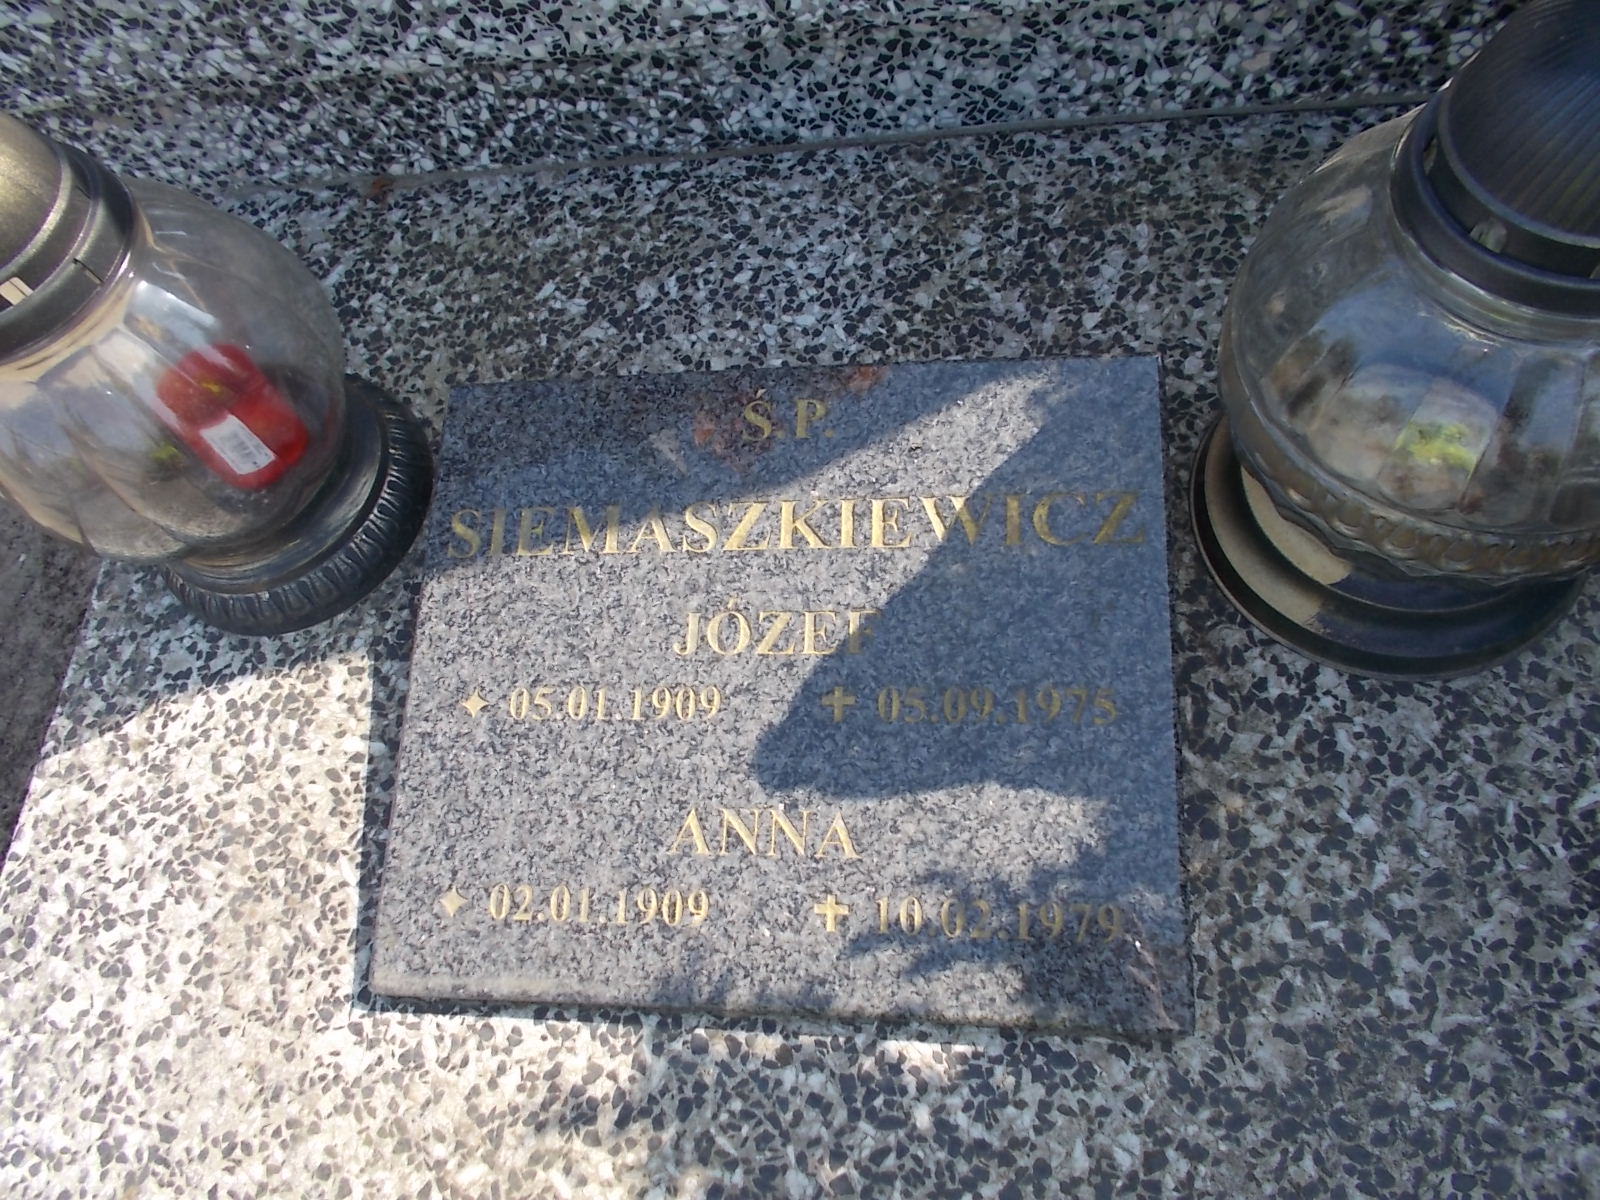 Ś.P.
SIEMASZKIEWICZ
JÓZEF
✦ 05.01.1909 ✝ 05.09.1975
ANNA
✦ 02.01.1909 ✝ 10.02.1979